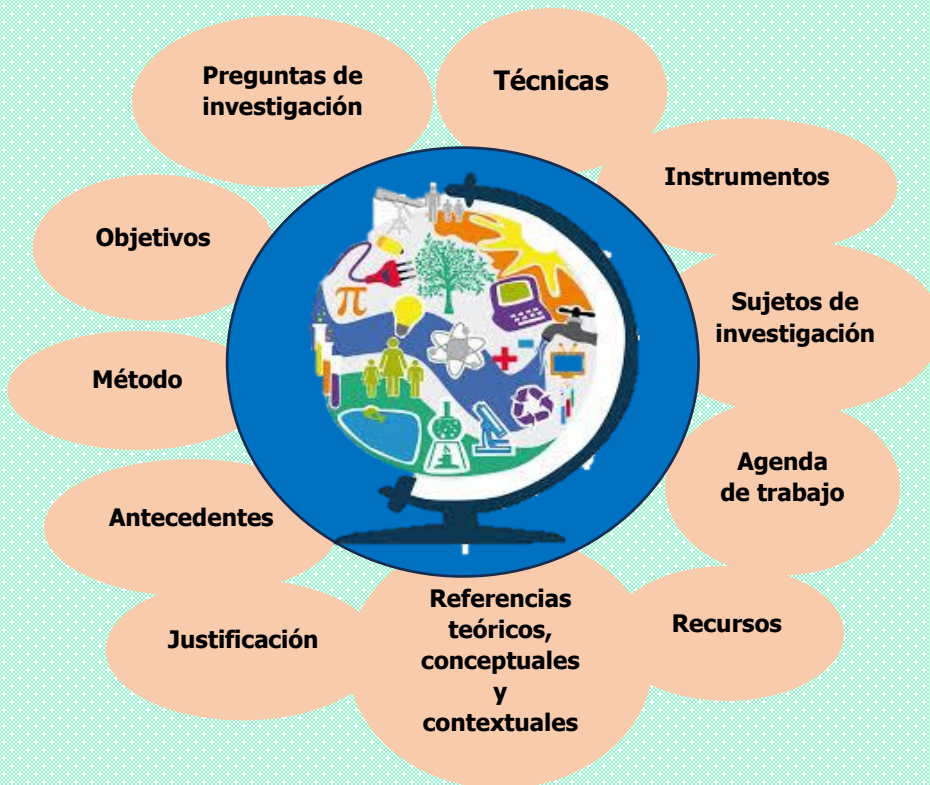 Preguntas de
investigación
Técnicas
Instrumentos
Objetivos
Sujetos de
investigación
Método
Agenda
de trabajo
Antecedentes
Referencias
teóricos,
conceptuales
y
contextuales
Recursos
Justificación
π